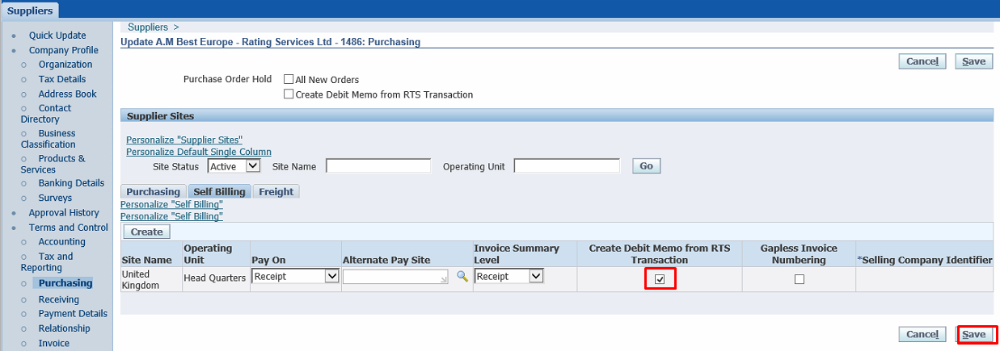 Suppliers
Quick Update
Company Profile
Organization
Tax Details
Address Book
Contact
Directory
Business
Classification
Products &
Services
Banking Details
Surveys
Approval History
Terms and Control
Accounting
Tax and
Reporting
Purchasing
Receiving
Payment Details
Relationship
Invoice
Suppliers >
Update A.M Best Europe - Rating Services Ltd - 1486: Purchasing
Cancel Save
Purchase Order Hold All New Orders
Create Debit Memo from RTS Transaction
Supplier Sites
Personalize "Supplier Sites"
Personalize Default Single Column
Site Status Active Site Name Operating Unit Go
Purchasing Self Billing Freight
Personalize "Self Billing"
Personalize "Self Billing"
Create
Site Name Operating Unit Pay On Alternate Pay Site Invoice Summary Level Create Debit Memo from RTS Transaction Gapless Invoice Numbering *Selling Company Identifier
United Kingdom Head Quarters Receipt Receipt
Cancel Save